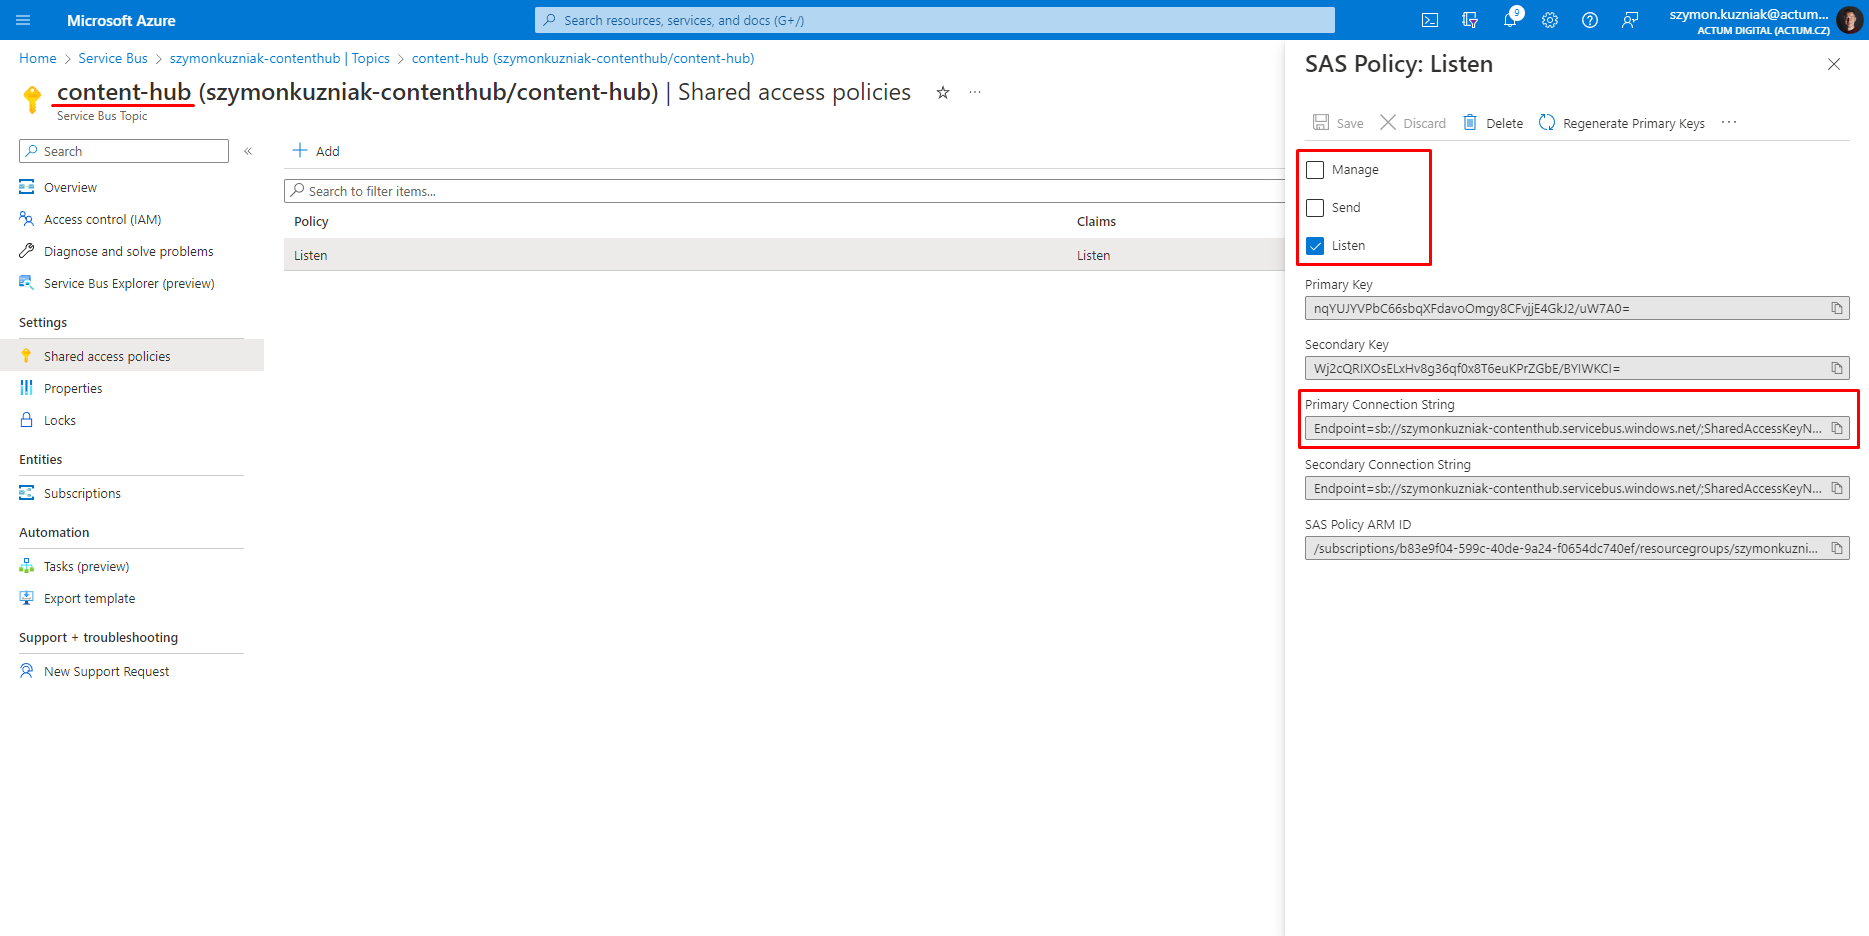 Microsoft Azure
Search resources, services, and docs (G+/)
9
szymon.kuzniak@actum...
ACTUM DIGITAL (ACTUM.CZ)
Home > Service Bus > szymonkuzniak-contenthub | Topics > content-hub (szymonkuzniak-contenthub/content-hub)
content-hub (szymonkuzniak-contenthub/content-hub) | Shared access policies
Service Bus Topic
Search
Overview
Access control (IAM)
Diagnose and solve problems
Service Bus Explorer (preview)
Settings
Shared access policies
Properties
Locks
Entities
Subscriptions
Automation
Tasks (preview)
Export template
Support + troubleshooting
New Support Request
Add
Search to filter items...
Policy Claims
Listen Listen
SAS Policy: Listen
Save Discard Delete Regenerate Primary Keys
Manage
Send
Listen
Primary Key
nqYUJYVPbC66sbqXFdavoOmgy8CFvjjE4GkJ2/uW7A0=
Secondary Key
Wj2cQRIXOsELxHv8g36qf0x8T6euKPrZGbE/BYIWKCI=
Primary Connection String
Endpoint=sb://szymonkuzniak-contenthub.servicebus.windows.net/;SharedAccessKeyN...
Secondary Connection String
Endpoint=sb://szymonkuzniak-contenthub.servicebus.windows.net/;SharedAccessKeyN...
SAS Policy ARM ID
/subscriptions/b83e9f04-599c-40de-9a24-f0654dc740ef/resourcegroups/szymonkuzni...